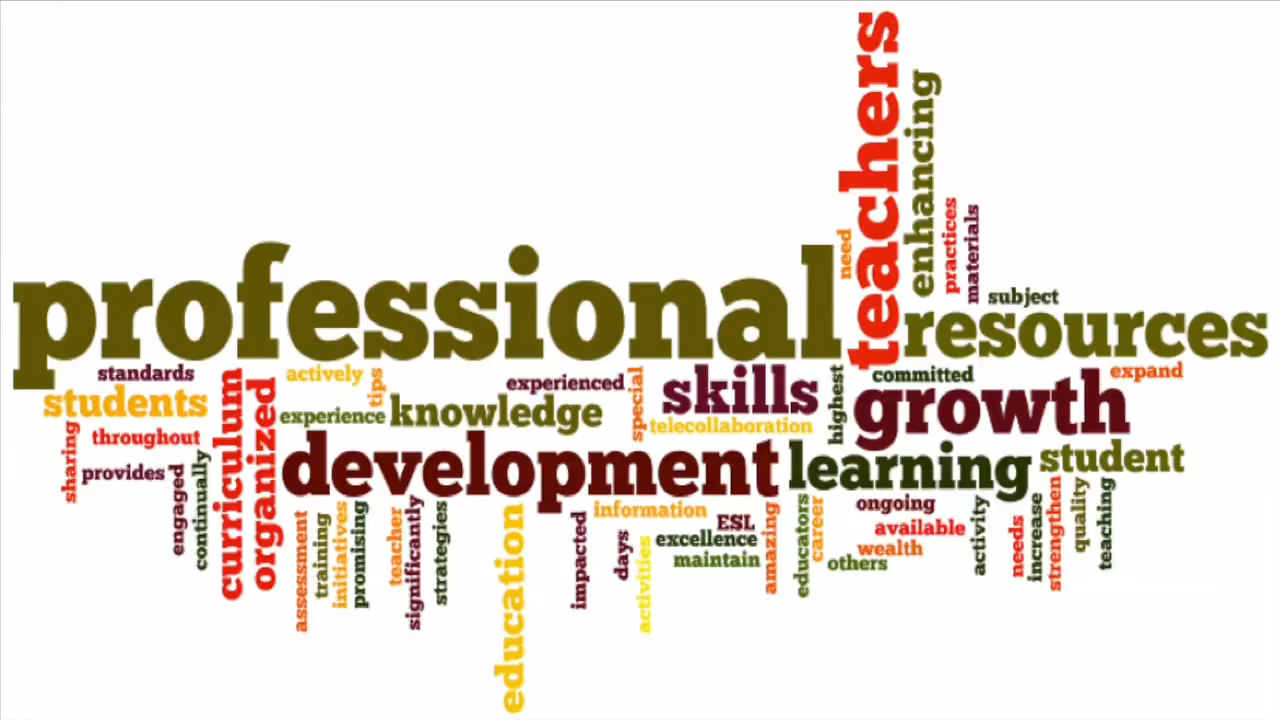 teachers
enhancing
need
practices
materials
professional
subject
resources
standards
actively
tips
experienced
special
skills
highest
committed
expand
students
curriculum
organized
experience
knowledge
telecollaboration
growth
sharing
throughout
development
learning
student
provides
engaged
continually
assessment
training
initiatives
promising
teacher
significantly
strategies
education
impacted
information
days
activities
ESL
excellence
maintain
amazing
educators
career
ongoing
available
wealth
others
activity
needs
increase
strengthen
quality
teaching